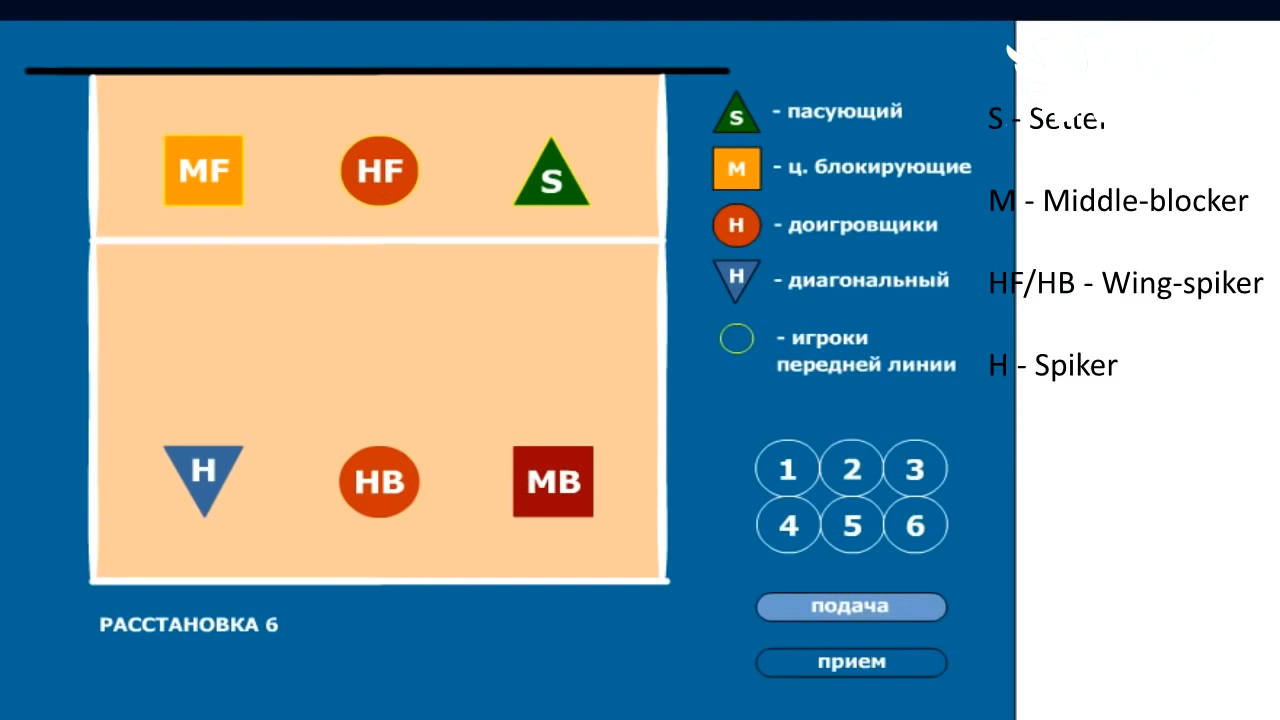 MF HF S
H HB MB
РАССТАНОВКА 6
S - пасующий
M - ц. блокирующие
H - доигровщики
H - диагональный
- игроки
передней линии
S - Setter
M - Middle-blocker
HF/HB - Wing-spiker
H - Spiker
1 2 3
4 5 6
подача
прием